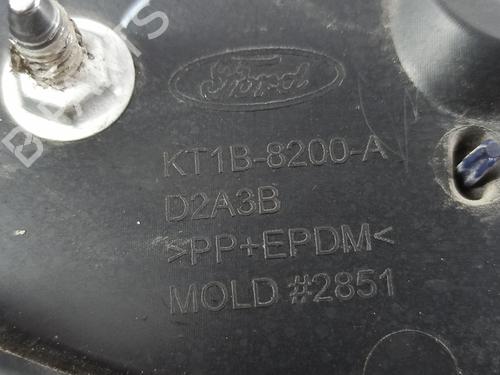 Ford
KT1B-8200-A
D2A3B
>PP+EPDM<
MOLD #2851